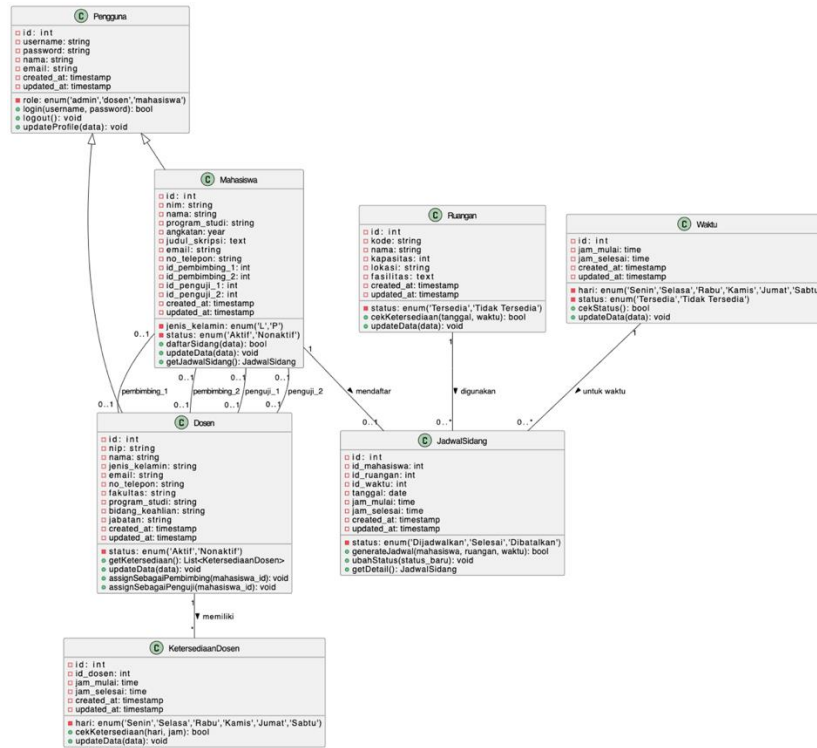 C Pengguna
id: int
username: string
password: string
nama: string
email: string
created_at: timestamp
updated_at: timestamp
role: enum('admin','dosen','mahasiswa')
login(username, password): bool
logout(): void
updateProfile(data): void
C Mahasiswa
id: int
nim: string
nama: string
program_studi: string
angkatan: year
judul_skripsi: text
email: string
no_telepon: string
id_pembimbing_1: int
id_pembimbing_2: int
id_penguji_1: int
id_penguji_2: int
created_at: timestamp
updated_at: timestamp
jenis_kelamin: enum('L','P')
status: enum('Aktif','Nonaktif')
daftarSidang(data): bool
updateData(data): void
getJadwalSidang(): JadwalSidang
C Ruangan
id: int
kode: string
nama: string
kapasitas: int
lokasi: string
fasilitas: text
created_at: timestamp
updated_at: timestamp
status: enum('Tersedia','Tidak Tersedia')
cekKetersediaan(tanggal, waktu): bool
updateData(data): void
C Waktu
id: int
jam_mulai: time
jam_selesai: time
created_at: timestamp
updated_at: timestamp
hari: enum('Senin','Selasa','Rabu','Kamis','Jumat','Sabtu')
status: enum('Tersedia','Tidak Tersedia')
cekStatus(): bool
updateData(data): void
0..1
0..1 0..1 0..1
1
1
1
pembimbing_1
pembimbing_2
penguji_1
penguji_2
mendaftar
digunakan
untuk waktu
0..1
0..1
0..1
0..1
0..1
0..*
0..*
C Dosen
id: int
nip: string
nama: string
jenis_kelamin: string
email: string
no_telepon: string
fakultas: string
program_studi: string
bidang_keahlian: string
jabatan: string
created_at: timestamp
updated_at: timestamp
status: enum('Aktif','Nonaktif')
getKetersediaan(): List<KetersediaanDosen>
updateData(data): void
assignSebagaiPembimbing(mahasiswa_id): void
assignSebagaiPenguji(mahasiswa_id): void
C JadwalSidang
id: int
id_mahasiswa: int
id_ruangan: int
id_waktu: int
tanggal: date
jam_mulai: time
jam_selesai: time
created_at: timestamp
updated_at: timestamp
status: enum('Dijadwalkan','Selesai','Dibatalkan')
generateJadwal(mahasiswa, ruangan, waktu): bool
ubahStatus(status_baru): void
getDetail(): JadwalSidang
1
memiliki
*
C KetersediaanDosen
id: int
id_dosen: int
jam_mulai: time
jam_selesai: time
created_at: timestamp
updated_at: timestamp
hari: enum('Senin','Selasa','Rabu','Kamis','Jumat','Sabtu')
cekKetersediaan(hari, jam): bool
updateData(data): void